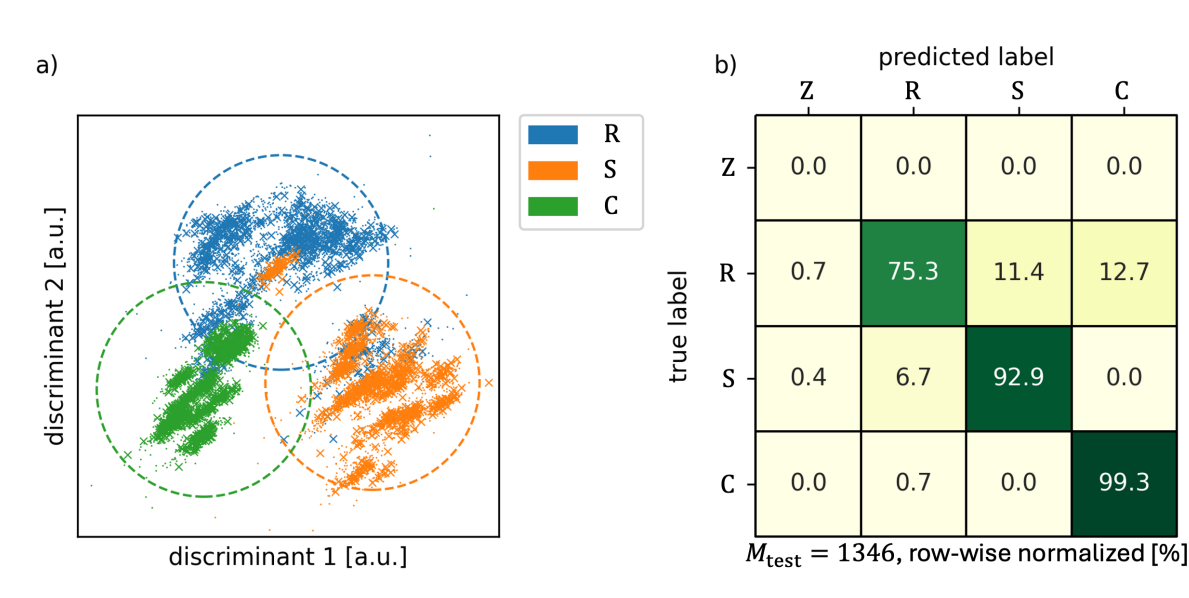 a)
discriminant 2 [a.u.]
discriminant 1 [a.u.]
R
S
C
b)
predicted label
Z R S C
true label
Z 0.0 0.0 0.0 0.0
R 0.7 75.3 11.4 12.7
S 0.4 6.7 92.9 0.0
C 0.0 0.7 0.0 99.3
M_test = 1346, row-wise normalized [%]